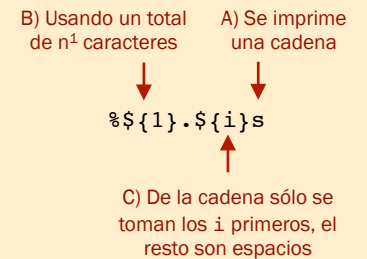 B) Usando un total
de n¹ caracteres
A) Se imprime
una cadena
%${1}.${i}s
C) De la cadena sólo se
toman los i primeros, el
resto son espacios